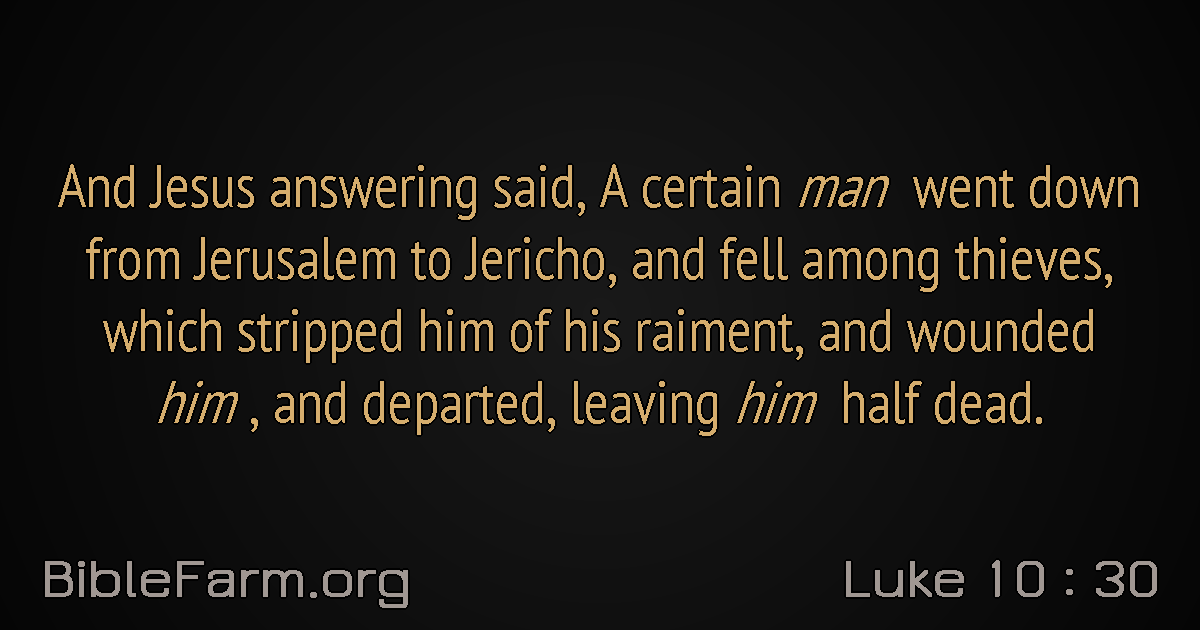 And Jesus answering said, A certain man went down
from Jerusalem to Jericho, and fell among thieves,
which stripped him of his raiment, and wounded
him , and departed, leaving him half dead.
BibleFarm.org
Luke 10 : 30